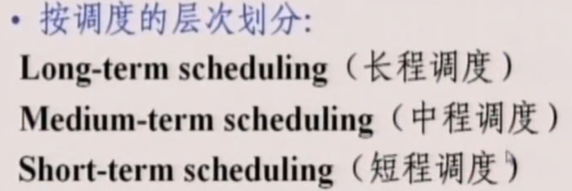 • 按调度的层次划分:
Long-term scheduling（长程调度）
Medium-term scheduling（中程调度）
Short-term scheduling（短程调度）